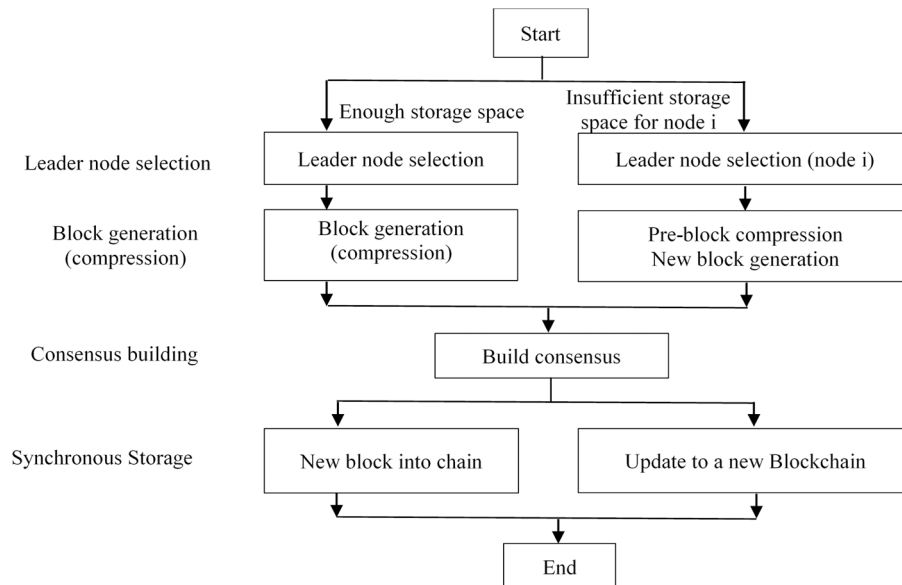 Start
Enough storage space
Insufficient storage
space for node i
Leader node selection
Leader node selection
Leader node selection (node i)
Block generation
(compression)
Block generation
(compression)
Pre-block compression
New block generation
Consensus building
Build consensus
Synchronous Storage
New block into chain
Update to a new Blockchain
End